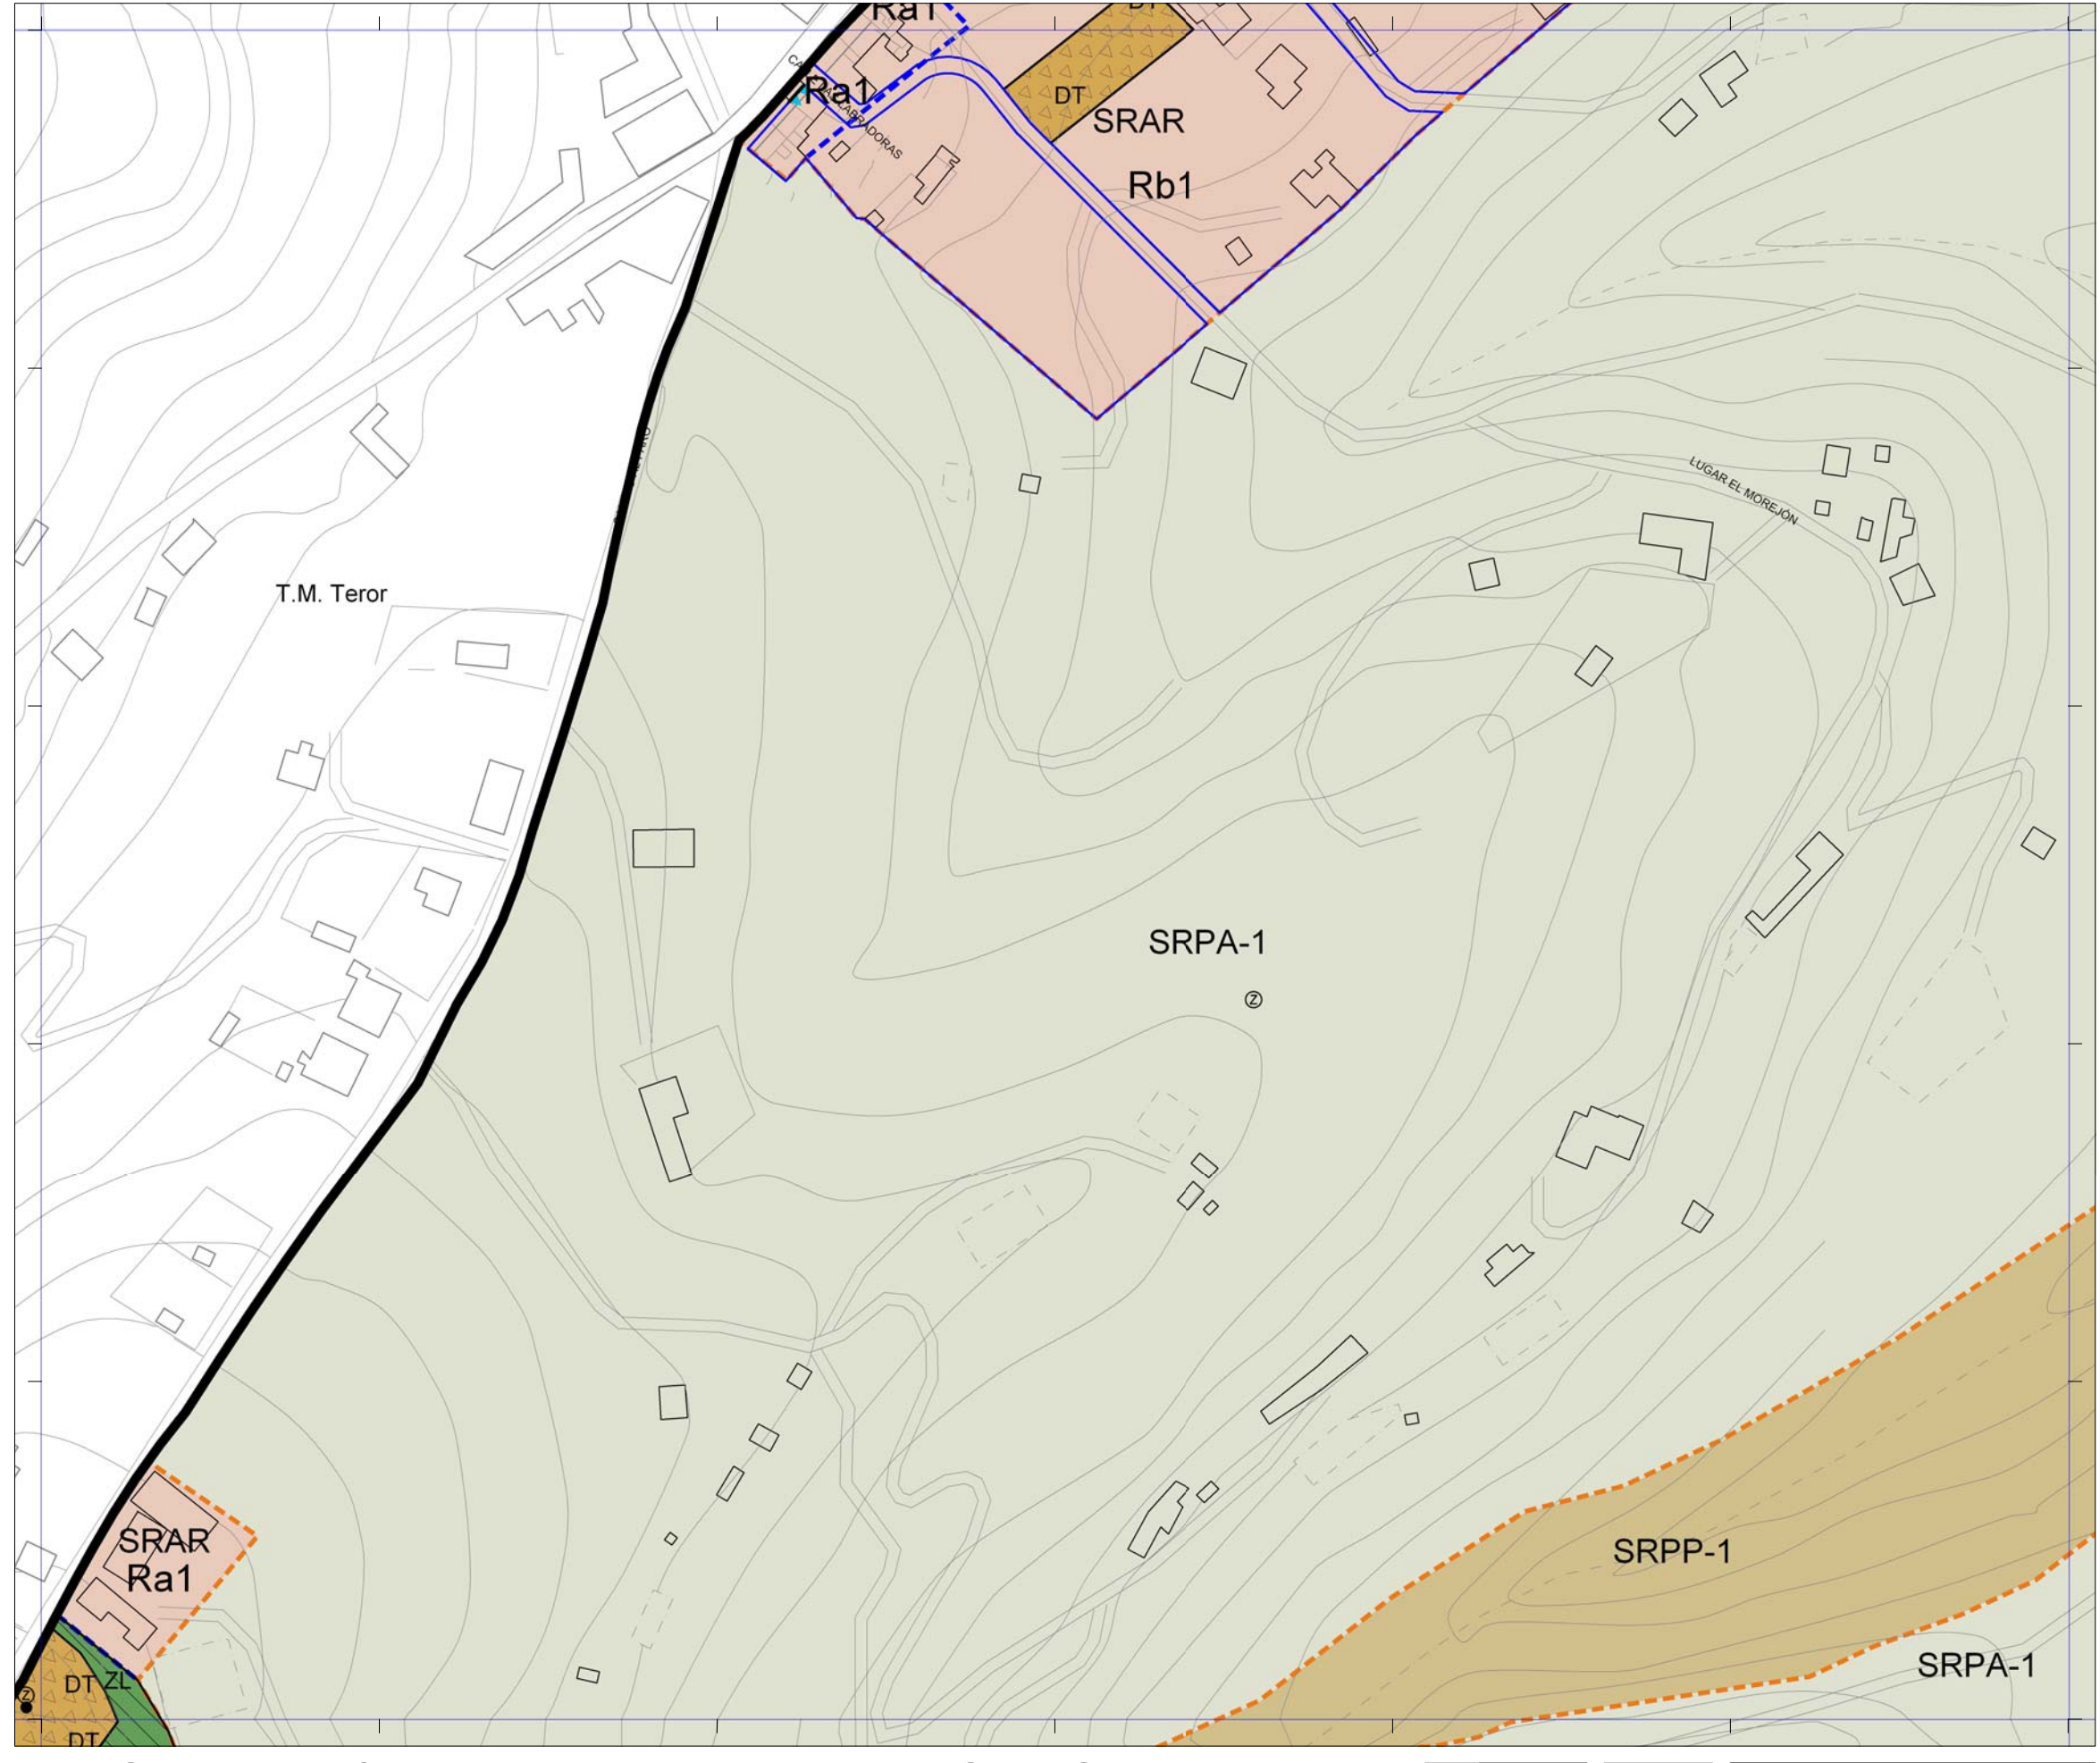 Ra1
DT
Ra1
DT
SRAR
LABRADORAS
Rb1
LUGAR EL MOREJÓN
T.M. Teror
SRPA-1
Z
SRAR
Ra1
SRPP-1
SRPA-1
DT
ZL
Z
DT